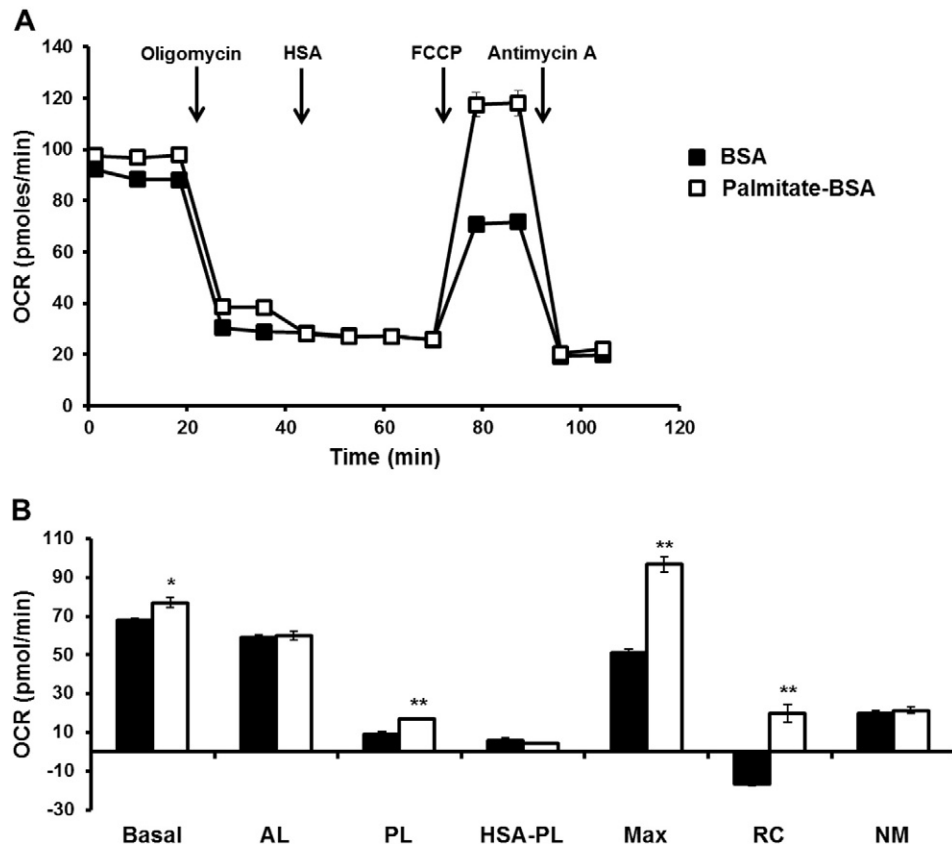 A
Oligomycin HSA FCCP Antimycin A
140
120
100
80
60
40
20
0
OCR (pmoles/min)
0 20 40 60 80 100 120
Time (min)
BSA
Palmitate-BSA
B
110
90
70
50
30
10
-10
-30
OCR (pmol/min)
* ** ** **
Basal AL PL HSA-PL Max RC NM